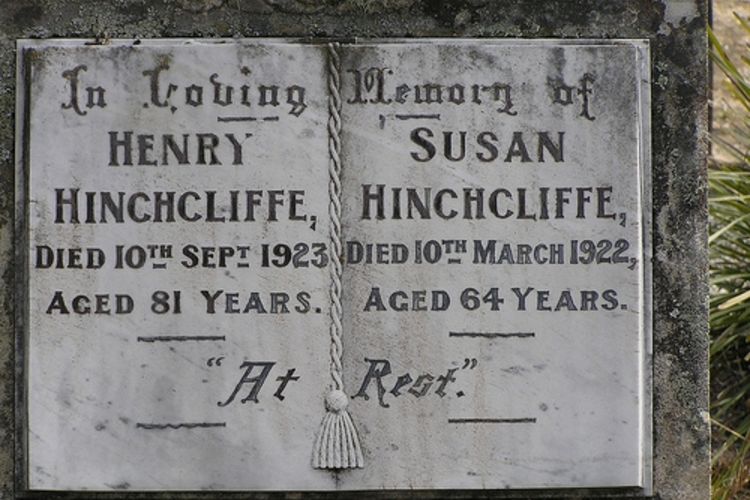 In Loving Memory of
HENRY
HINCHCLIFFE,
DIED 10TH SEPT 1923
AGED 81 YEARS.
SUSAN
HINCHCLIFFE,
DIED 10TH MARCH 1922,
AGED 64 YEARS.
"At Rest."